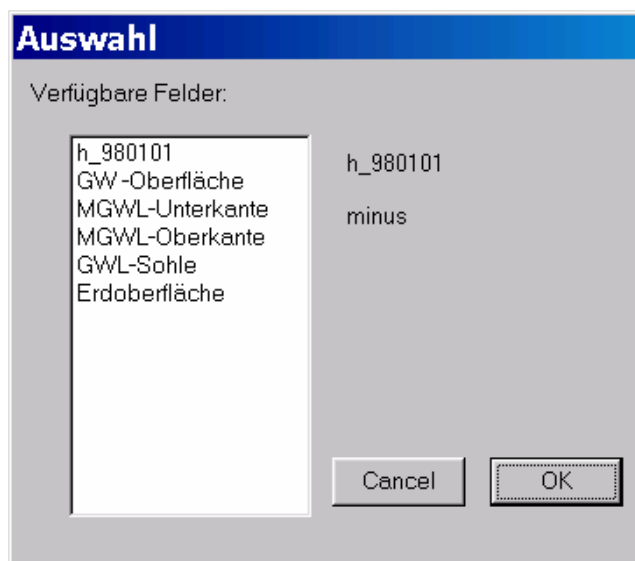 Auswahl
Verfügbare Felder:
h_980101
GW-Oberfläche
MGWL-Unterkante
MGWL-Oberkante
GWL-Sohle
Erdoberfläche
h_980101
minus
Cancel
OK